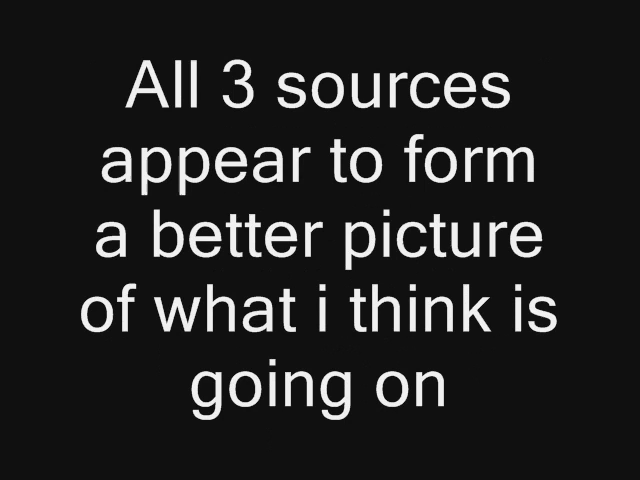 All 3 sources
appear to form
a better picture
of what i think is
going on